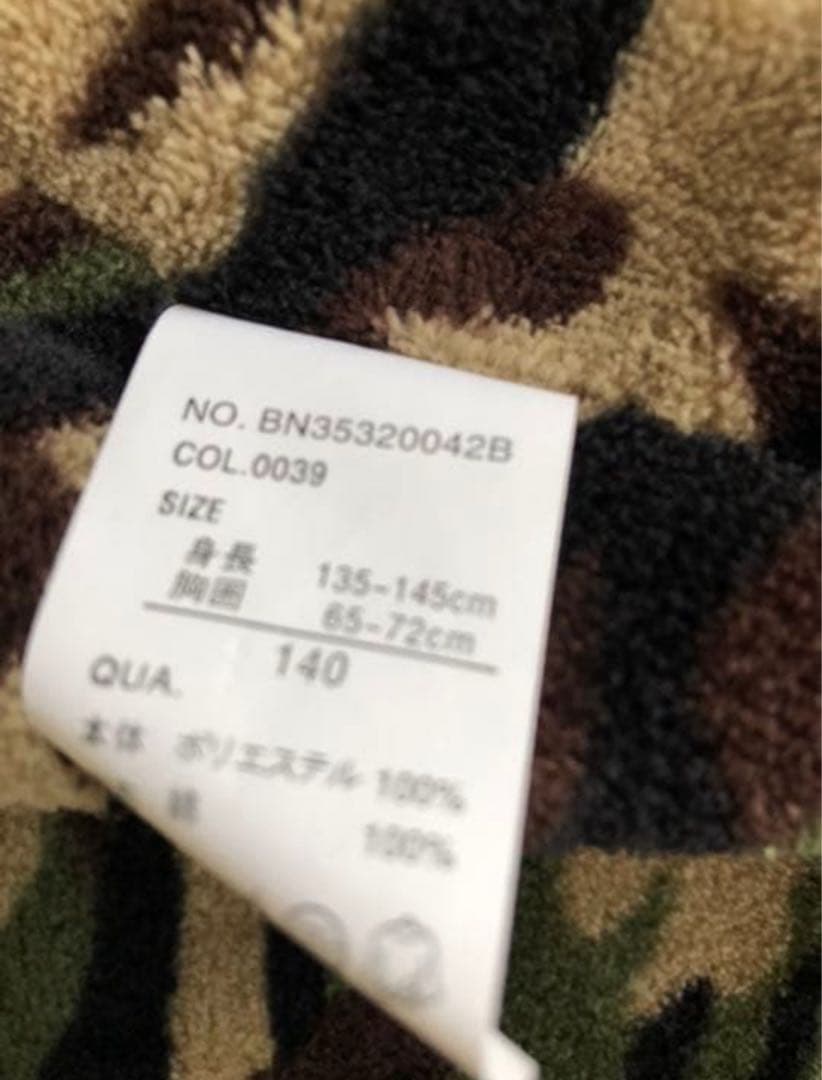 NO. BN35320042B
COL.0039
SIZE
身長 135-145cm
胸囲 65-72cm
140
QUA.
本体 ポリエステル 100%
綿 100%